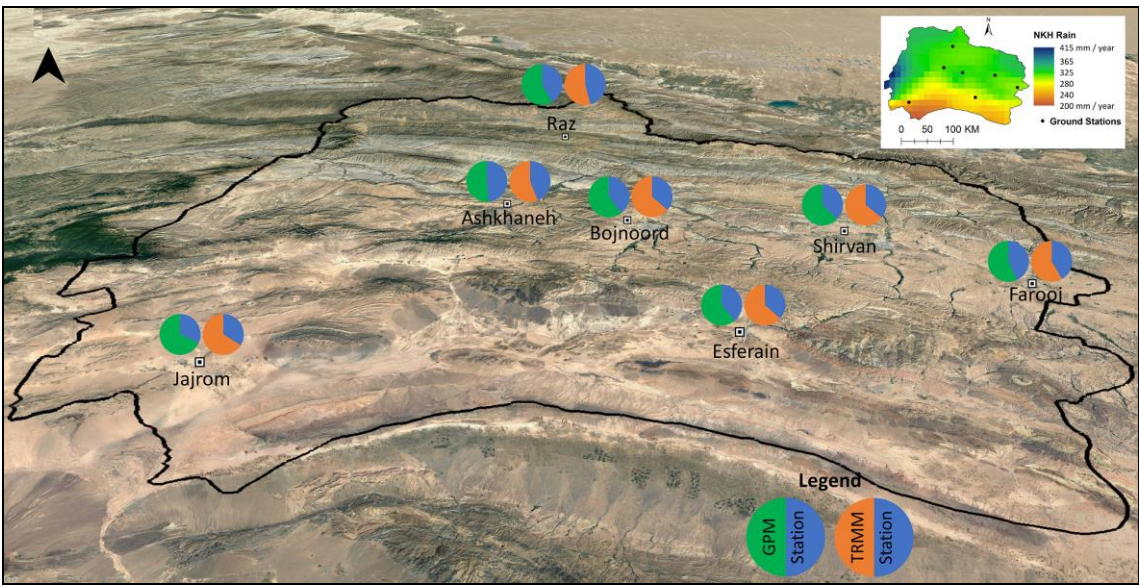 N
NKH Rain
415 mm / year
365
325
280
240
200 mm / year
• Ground Stations
0 50 100 KM
Raz
Ashkhaneh
Bojnoord
Shirvan
Farooj
Esferain
Jajrom
Legend
GPM
Station
TRMM
Station